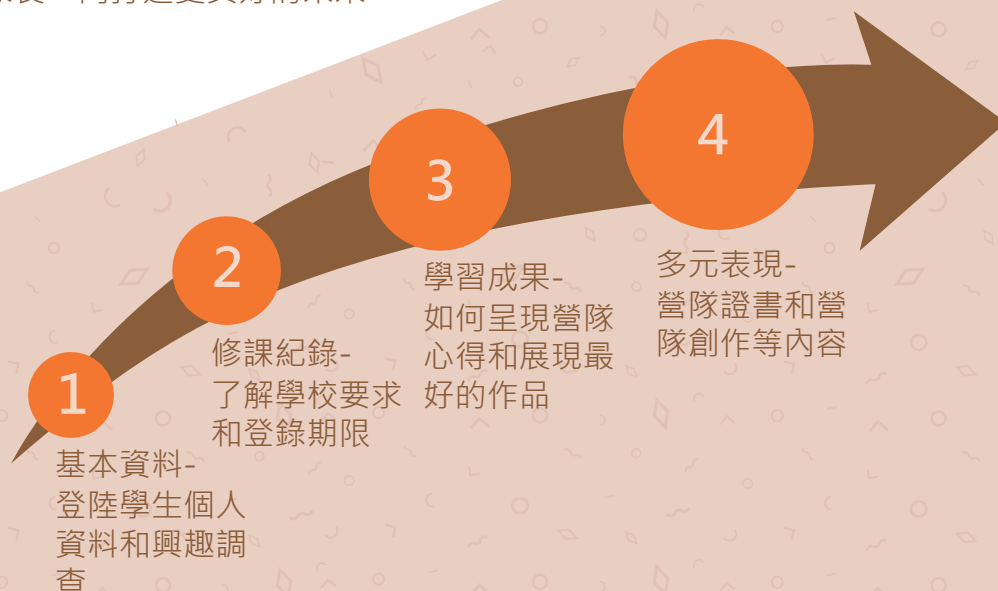 1
基本資料-
登陸學生個人
資料和興趣調
查
2
修課紀錄-
了解學校要求
和登錄期限
3
學習成果-
如何呈現營隊
心得和展現最
好的作品
4
多元表現-
營隊證書和營
隊創作等內容